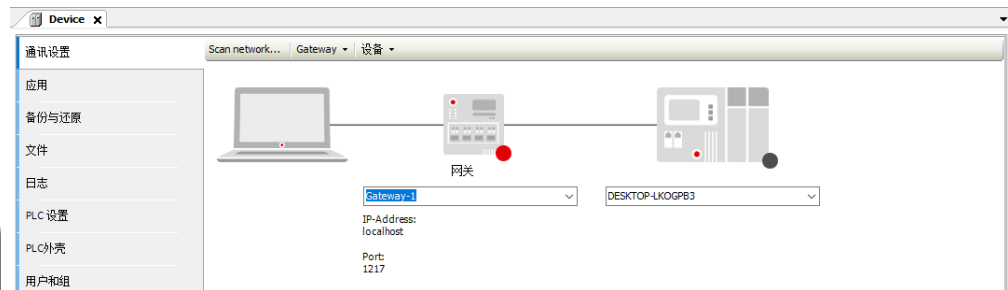 Device
通讯设置
Scan network...
Gateway
设备
应用
备份与还原
文件
日志
PLC 设置
PLC外壳
用户和组
网关
Gateway-1
DESKTOP-LKOGPB3
IP-Address:
localhost
Port:
1217